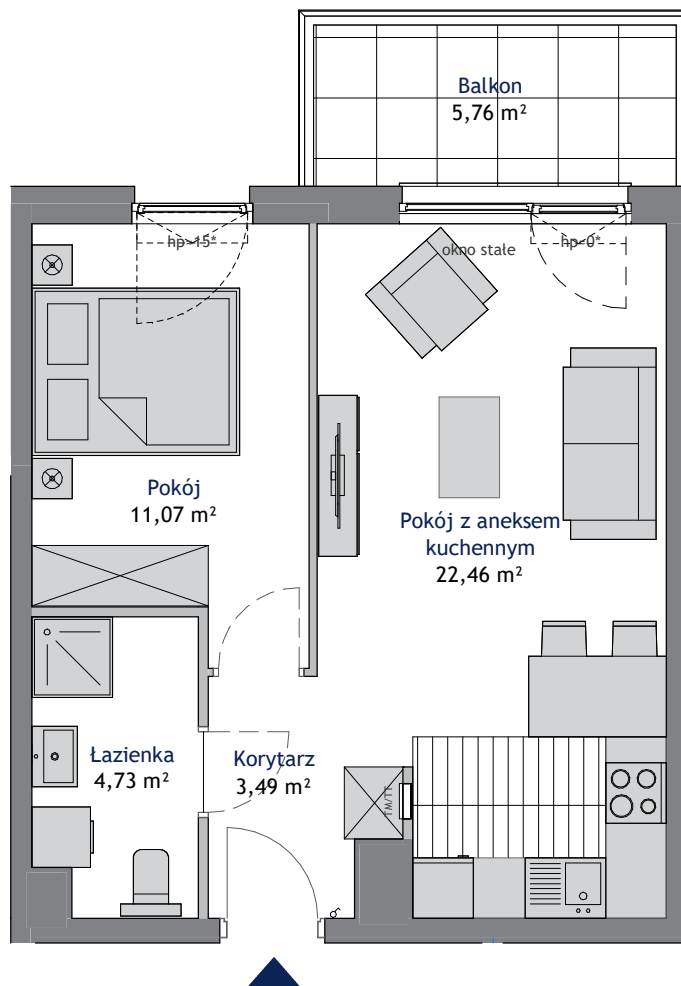 Balkon
5,76 m²
hp~15*
okno stałe
hp~0*
Pokój
11,07 m²
Pokój z aneksem
kuchennym
22,46 m²
Łazienka
4,73 m²
Korytarz
3,49 m²
TM/TT